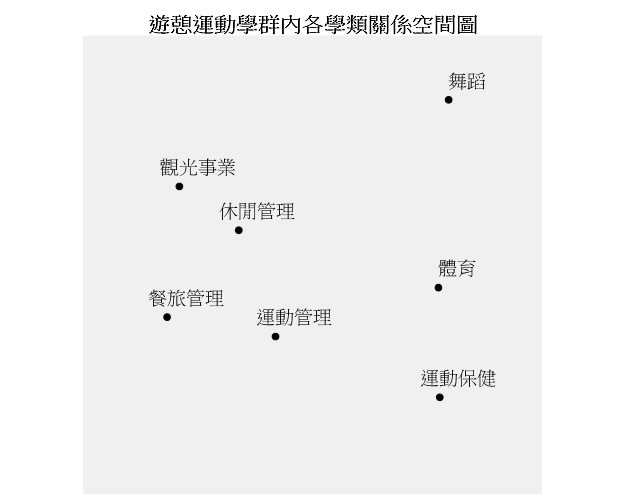 遊憩運動學群內各學類關係空間圖
舞蹈
觀光事業
休閒管理
體育
餐旅管理
運動管理
運動保健